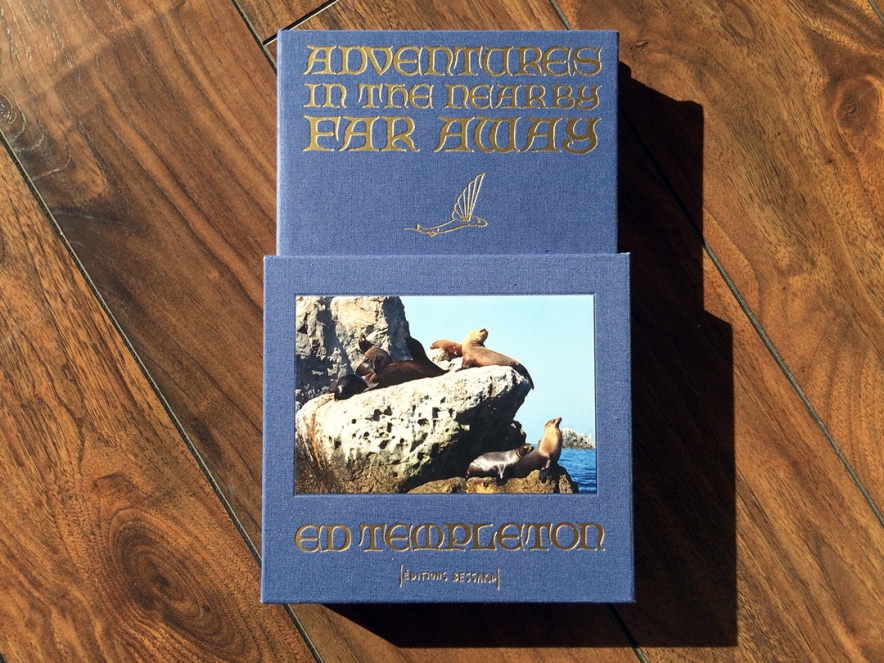 ADVENTURES
IN THE NEARBY
FAR AWAY
ED TEMPLETON
ÉDITIONS BESSARD